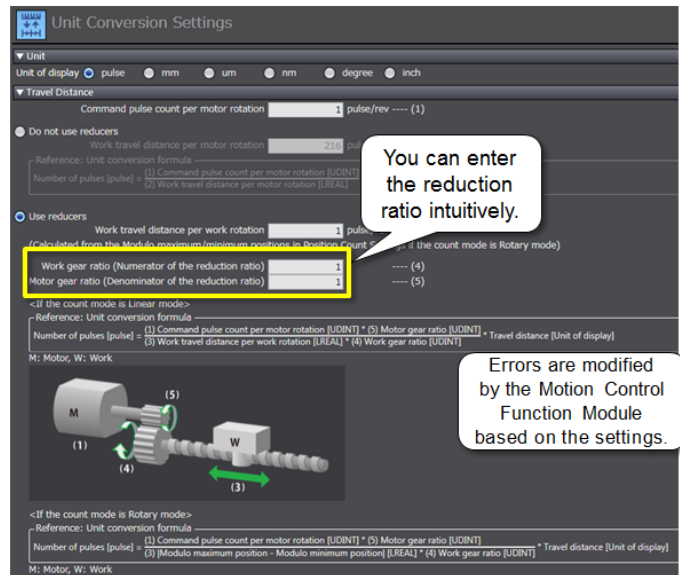 Unit Conversion Settings
▼ Unit
Unit of display pulse mm um nm degree inch
▼ Travel Distance
Command pulse count per motor rotation 1 pulse/rev ---- (1)
Do not use reducers
Work travel distance per motor rotation 216 pul
Reference: Unit conversion formula
Number of pulses [pulse] = (1) Command pulse count per motor rotation [UDINT]
(2) Work travel distance per motor rotation [LREAL]
You can enter
the reduction
ratio intuitively.
Use reducers
Work travel distance per work rotation 1 pulse
(Calculated from the Modulo maximum/minimum positions in Position Count S gs if the count mode is Rotary mode)
Work gear ratio (Numerator of the reduction ratio) 1 ---- (4)
Motor gear ratio (Denominator of the reduction ratio) 1 ---- (5)
<If the count mode is Linear mode>
Reference: Unit conversion formula
Number of pulses [pulse] = (1) Command pulse count per motor rotation [UDINT] * (5) Motor gear ratio [UDINT] * Travel distance [Unit of display]
(3) Work travel distance per work rotation [LREAL] * (4) Work gear ratio [UDINT]
M: Motor, W: Work
Errors are modified
by the Motion Control
Function Module
based on the settings.
M
(5)
W
(1)
(4)
(3)
<If the count mode is Rotary mode>
Reference: Unit conversion formula
Number of pulses [pulse] = (1) Command pulse count per motor rotation [UDINT] * (5) Motor gear ratio [UDINT] * Travel distance [Unit of display]
(3) |Modulo maximum position - Modulo minimum position| [LREAL] * (4) Work gear ratio [UDINT]
M: Motor, W: Work